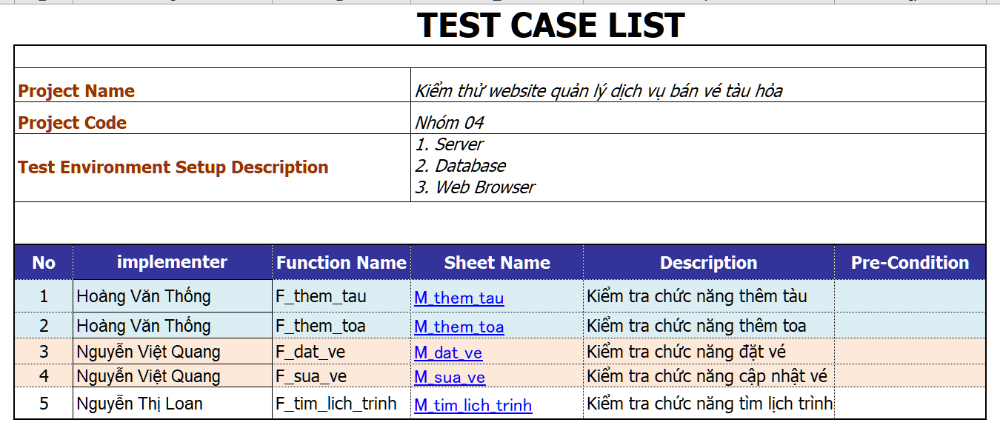 TEST CASE LIST
Project Name Kiểm thử website quản lý dịch vụ bán vé tàu hỏa
Project Code Nhóm 04
Test Environment Setup Description
1. Server
2. Database
3. Web Browser
No implementer Function Name Sheet Name Description Pre-Condition
1 Hoàng Văn Thống F_them_tau M_them_tau Kiểm tra chức năng thêm tàu
2 Hoàng Văn Thống F_them_toa M_them_toa Kiểm tra chức năng thêm toa
3 Nguyễn Việt Quang F_dat_ve M_dat_ve Kiểm tra chức năng đặt vé
4 Nguyễn Việt Quang F_sua_ve M_sua_ve Kiểm tra chức năng cập nhật vé
5 Nguyễn Thị Loan F_tim_lich_trinh M_tim_lich_trinh Kiểm tra chức năng tìm lịch trình